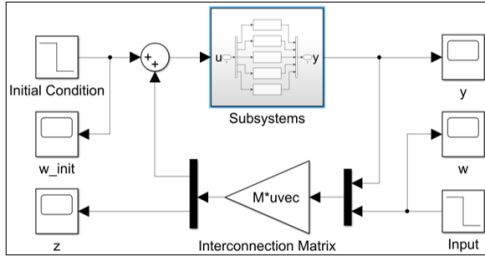 +
+
u
y
Initial Condition
Subsystems
y
w_init
w
M*uvec
z
Interconnection Matrix
Input